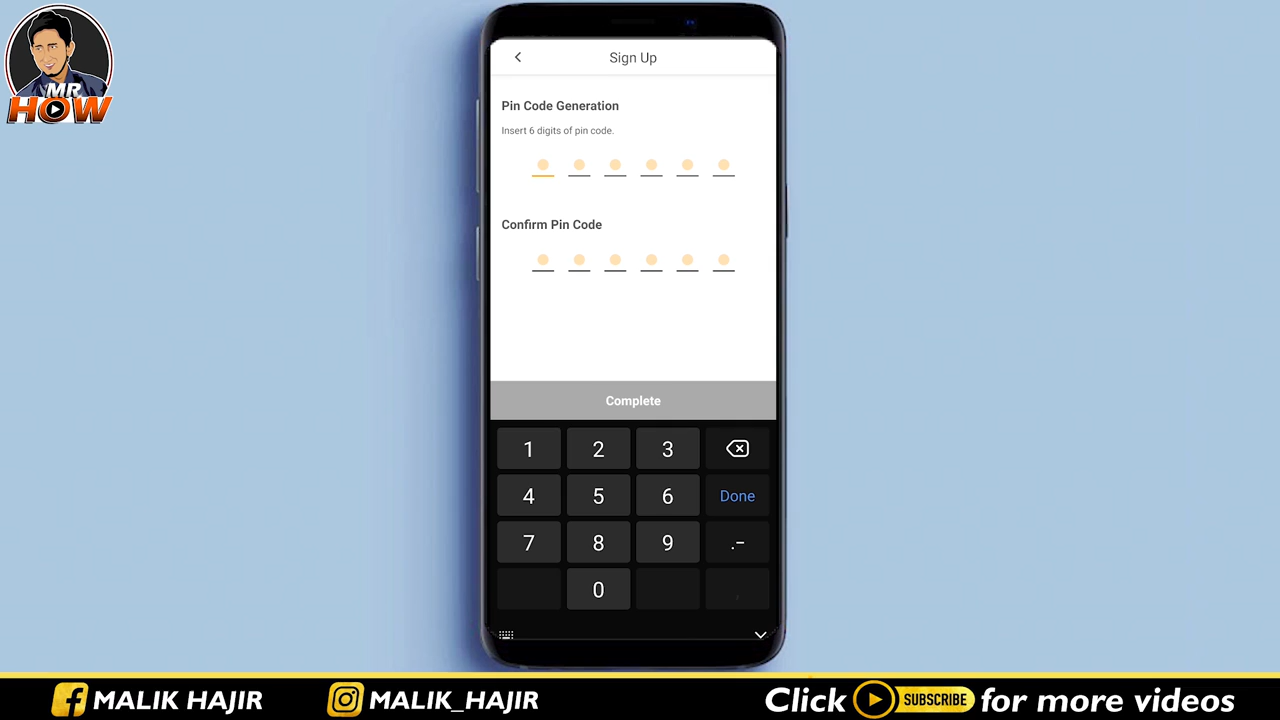 MR
HOW
Sign Up
Pin Code Generation
Insert 6 digits of pin code.
Confirm Pin Code
Complete
1 2 3
4 5 6 Done
7 8 9 .-
0 ,
MALIK HAJIR MALIK_HAJIR Click SUBSCRIBE for more videos